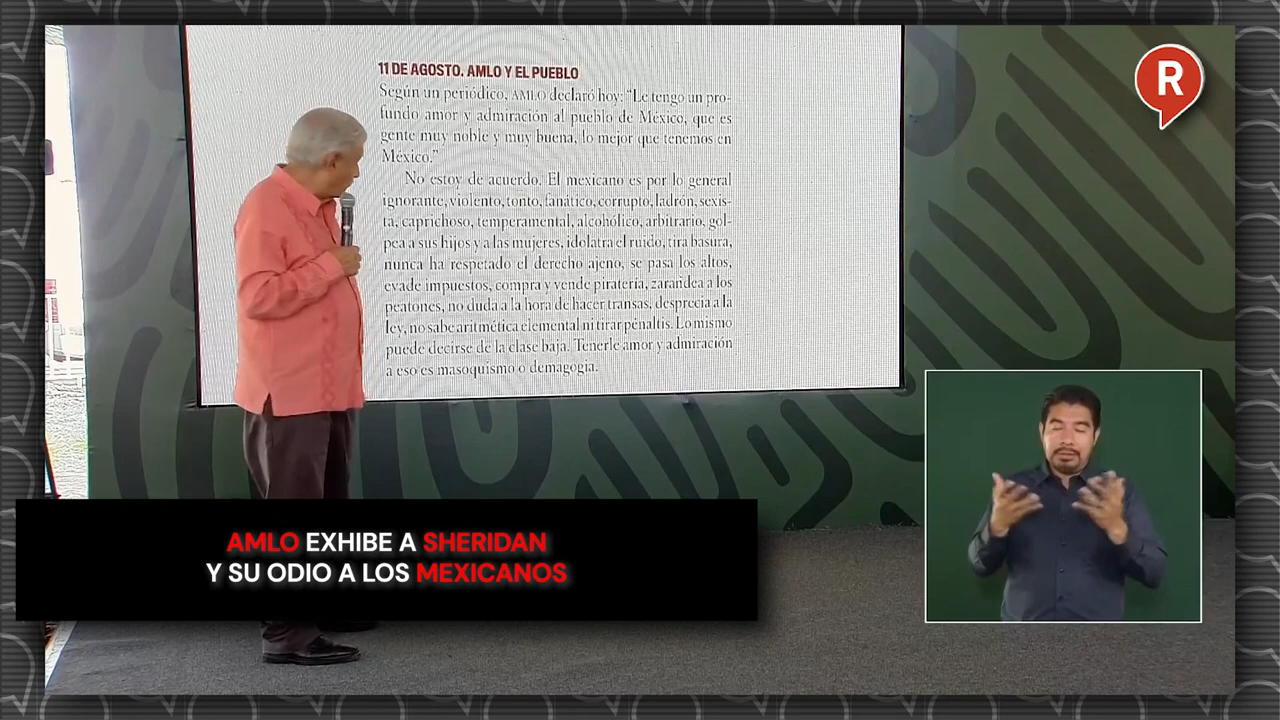 11 DE AGOSTO. AMLO Y EL PUEBLO
Según un periódico, AMLO declaró hoy: "Le tengo un pro-
fundo amor y admiración al pueblo de México, que es
gente muy noble y muy buena, lo mejor que tenemos en
México."
No estoy de acuerdo. El mexicano es por lo general
ignorante, violento, tonto, fanático, corrupto, ladrón, sexis-
ta, caprichoso, temperamental, alcohólico, arbitrario, gol-
pea a sus hijos y a las mujeres, idolatra el ruido, tira basura,
nunca ha respetado el derecho ajeno, se pasa los altos,
evade impuestos, compra y vende piratería, zarandea a los
peatones, no duda a la hora de hacer transas, desprecia a la
ley, no sabe aritmética elemental ni tirar pénaltis. Lo mismo
puede decirse de la clase baja. Tenerle amor y admiración
a eso es masoquismo o demagogia.
R
AMLO EXHIBE A SHERIDAN
Y SU ODIO A LOS MEXICANOS